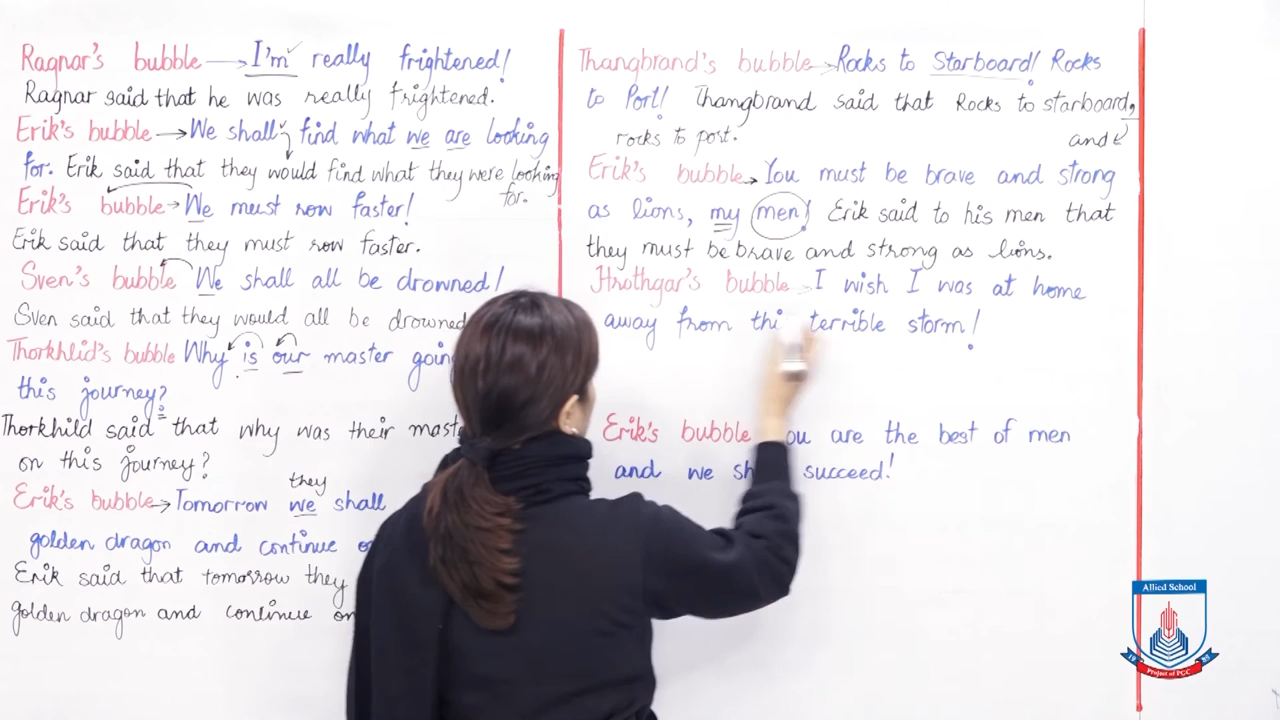 Ragnar's bubble → I'm really frightened!
Ragnar said that he was really frightened.
Erik's bubble → We shall find what we are looking
for. Erik said that they would find what they were looking
for.
Erik's bubble → We must row faster!
Erik said that they must row faster.
Sven's bubble We shall all be drowned!
Sven said that they would all be drowned
Thorkhlid's bubble Why is our master going
this journey?
Thorkhild said that why was their
on this journey?
they
Erik's bubble → Tomorrow we shall
golden dragon and continue
Erik said that tomorrow they
golden dragon and continue
Thangbrand's bubble → Rocks to Starboard! Rocks
to Port! Thangbrand said that Rocks to starboard,
rocks to port. and
Erik's bubble → You must be brave and strong
as lions, my men! Erik said to his men that
they must be brave and strong as lions.
Hrothgar's bubble → I wish I was at home
away from terrible storm!
Erik's bubble are the best of men
and we succeed!
Allied School
Project of PGC